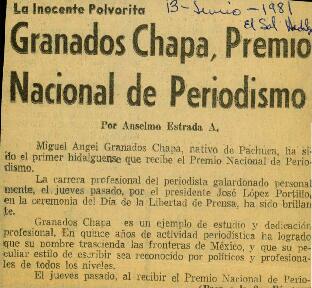 La Inocente Polvorita
13-Junio-1981
El Sol
Granados Chapa, Premio
Nacional de Periodismo
Por Anselmo Estrada A.
Miguel Angel Granados Chapa, nativo de Pachuca, ha si-
do el primer hidalguense que recibe el Premio Nacional de Perio-
dismo.
La carrera profesional del periodista galardonado personal
mente, el jueves pasado, por el presidente José López Portillo,
en la ceremonia del Día de la Libertad de Prensa, ha sido brillan
te.
Granados Chapa es un ejemplo de estudio y dedicación
profesional. En quince años de actividad periodística ha logrado
que su nombre trascienda las fronteras de México, y que su pe-
culiar estilo de escribir sea reconocido por políticos y profesiona-
les de todos los niveles.
El jueves pasado, al recibir el Premio Nacional de Perio-